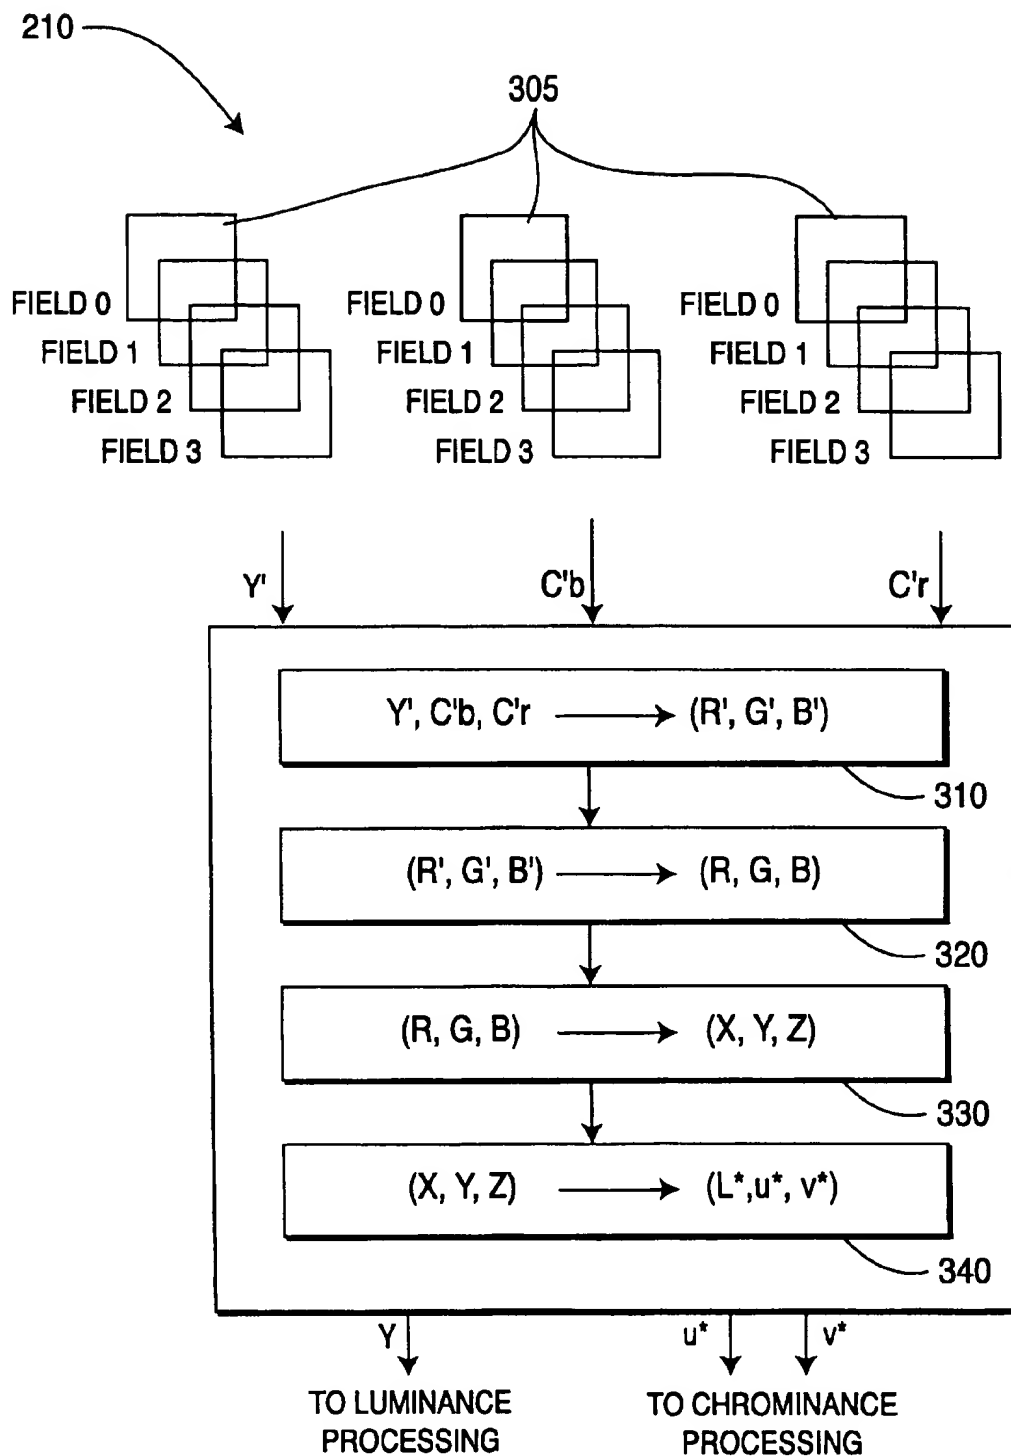 210
305
FIELD 0 FIELD 0 FIELD 0
FIELD 1 FIELD 1 FIELD 1
FIELD 2 FIELD 2 FIELD 2
FIELD 3 FIELD 3 FIELD 3
Y' C'b C'r
Y', C'b, C'r (R', G', B')
310
(R', G', B') (R, G, B)
320
(R, G, B) (X, Y, Z)
330
(X, Y, Z) (L*,u*, v*)
340
Y u* v*
TO LUMINANCE TO CHROMINANCE
PROCESSING PROCESSING